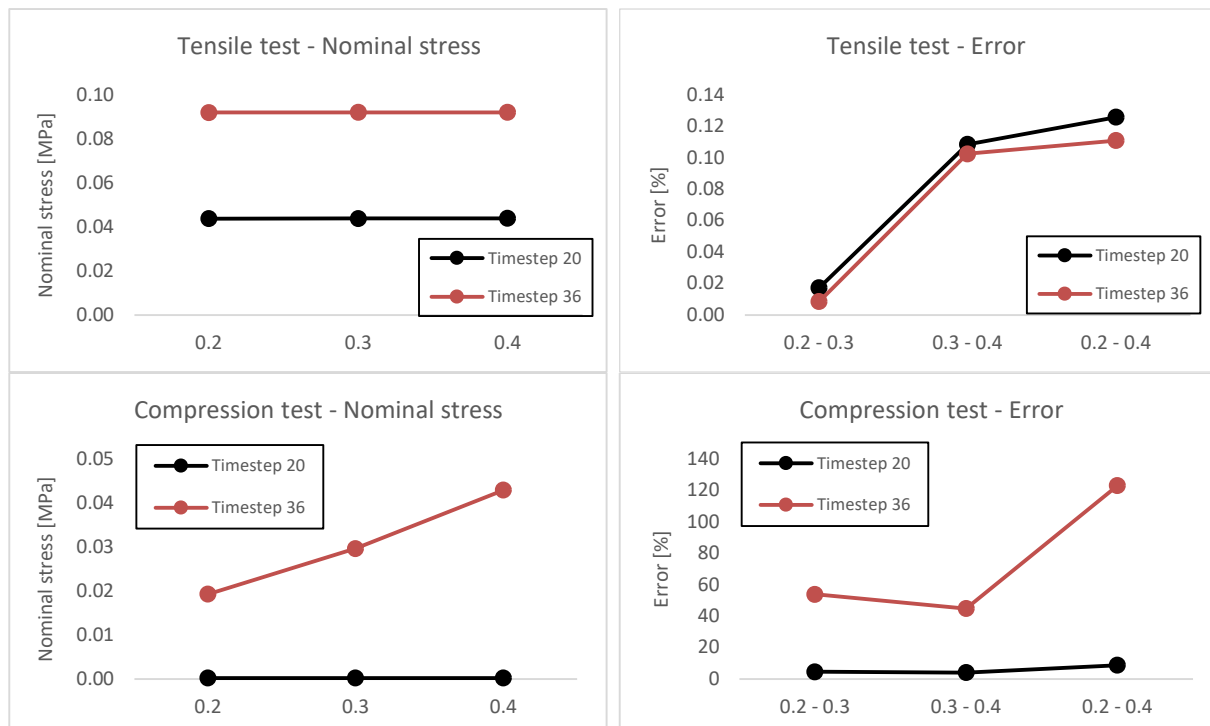 Tensile test - Nominal stress
Nominal stress [MPa]
0.10
0.08
0.06
0.04
0.02
0.00
0.2
0.3
0.4
Timestep 20
Timestep 36
Tensile test - Error
Error [%]
0.14
0.12
0.10
0.08
0.06
0.04
0.02
0.00
0.2 - 0.3
0.3 - 0.4
0.2 - 0.4
Timestep 20
Timestep 36
Compression test - Nominal stress
Nominal stress [MPa]
0.05
0.04
0.03
0.02
0.01
0.00
0.2
0.3
0.4
Timestep 20
Timestep 36
Compression test - Error
Error [%]
140
120
100
80
60
40
20
0
0.2 - 0.3
0.3 - 0.4
0.2 - 0.4
Timestep 20
Timestep 36